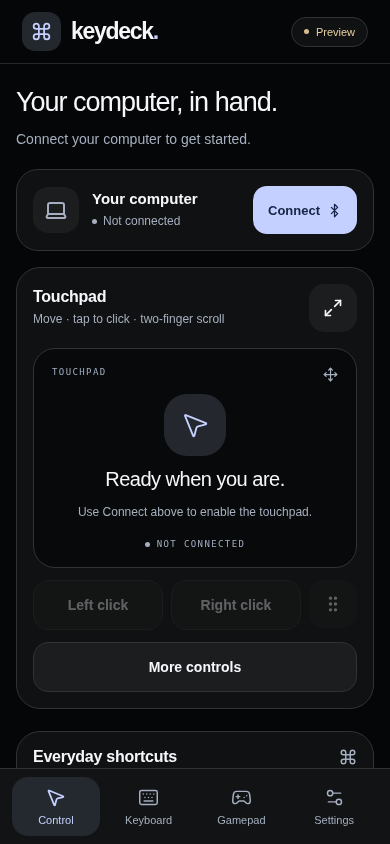 keydeck.
Preview
Your computer, in hand.
Connect your computer to get started.
Your computer
Not connected
Connect
Touchpad
Move · tap to click · two-finger scroll
TOUCHPAD
Ready when you are.
Use Connect above to enable the touchpad.
NOT CONNECTED
Left click
Right click
More controls
Everyday shortcuts
Control
Keyboard
Gamepad
Settings